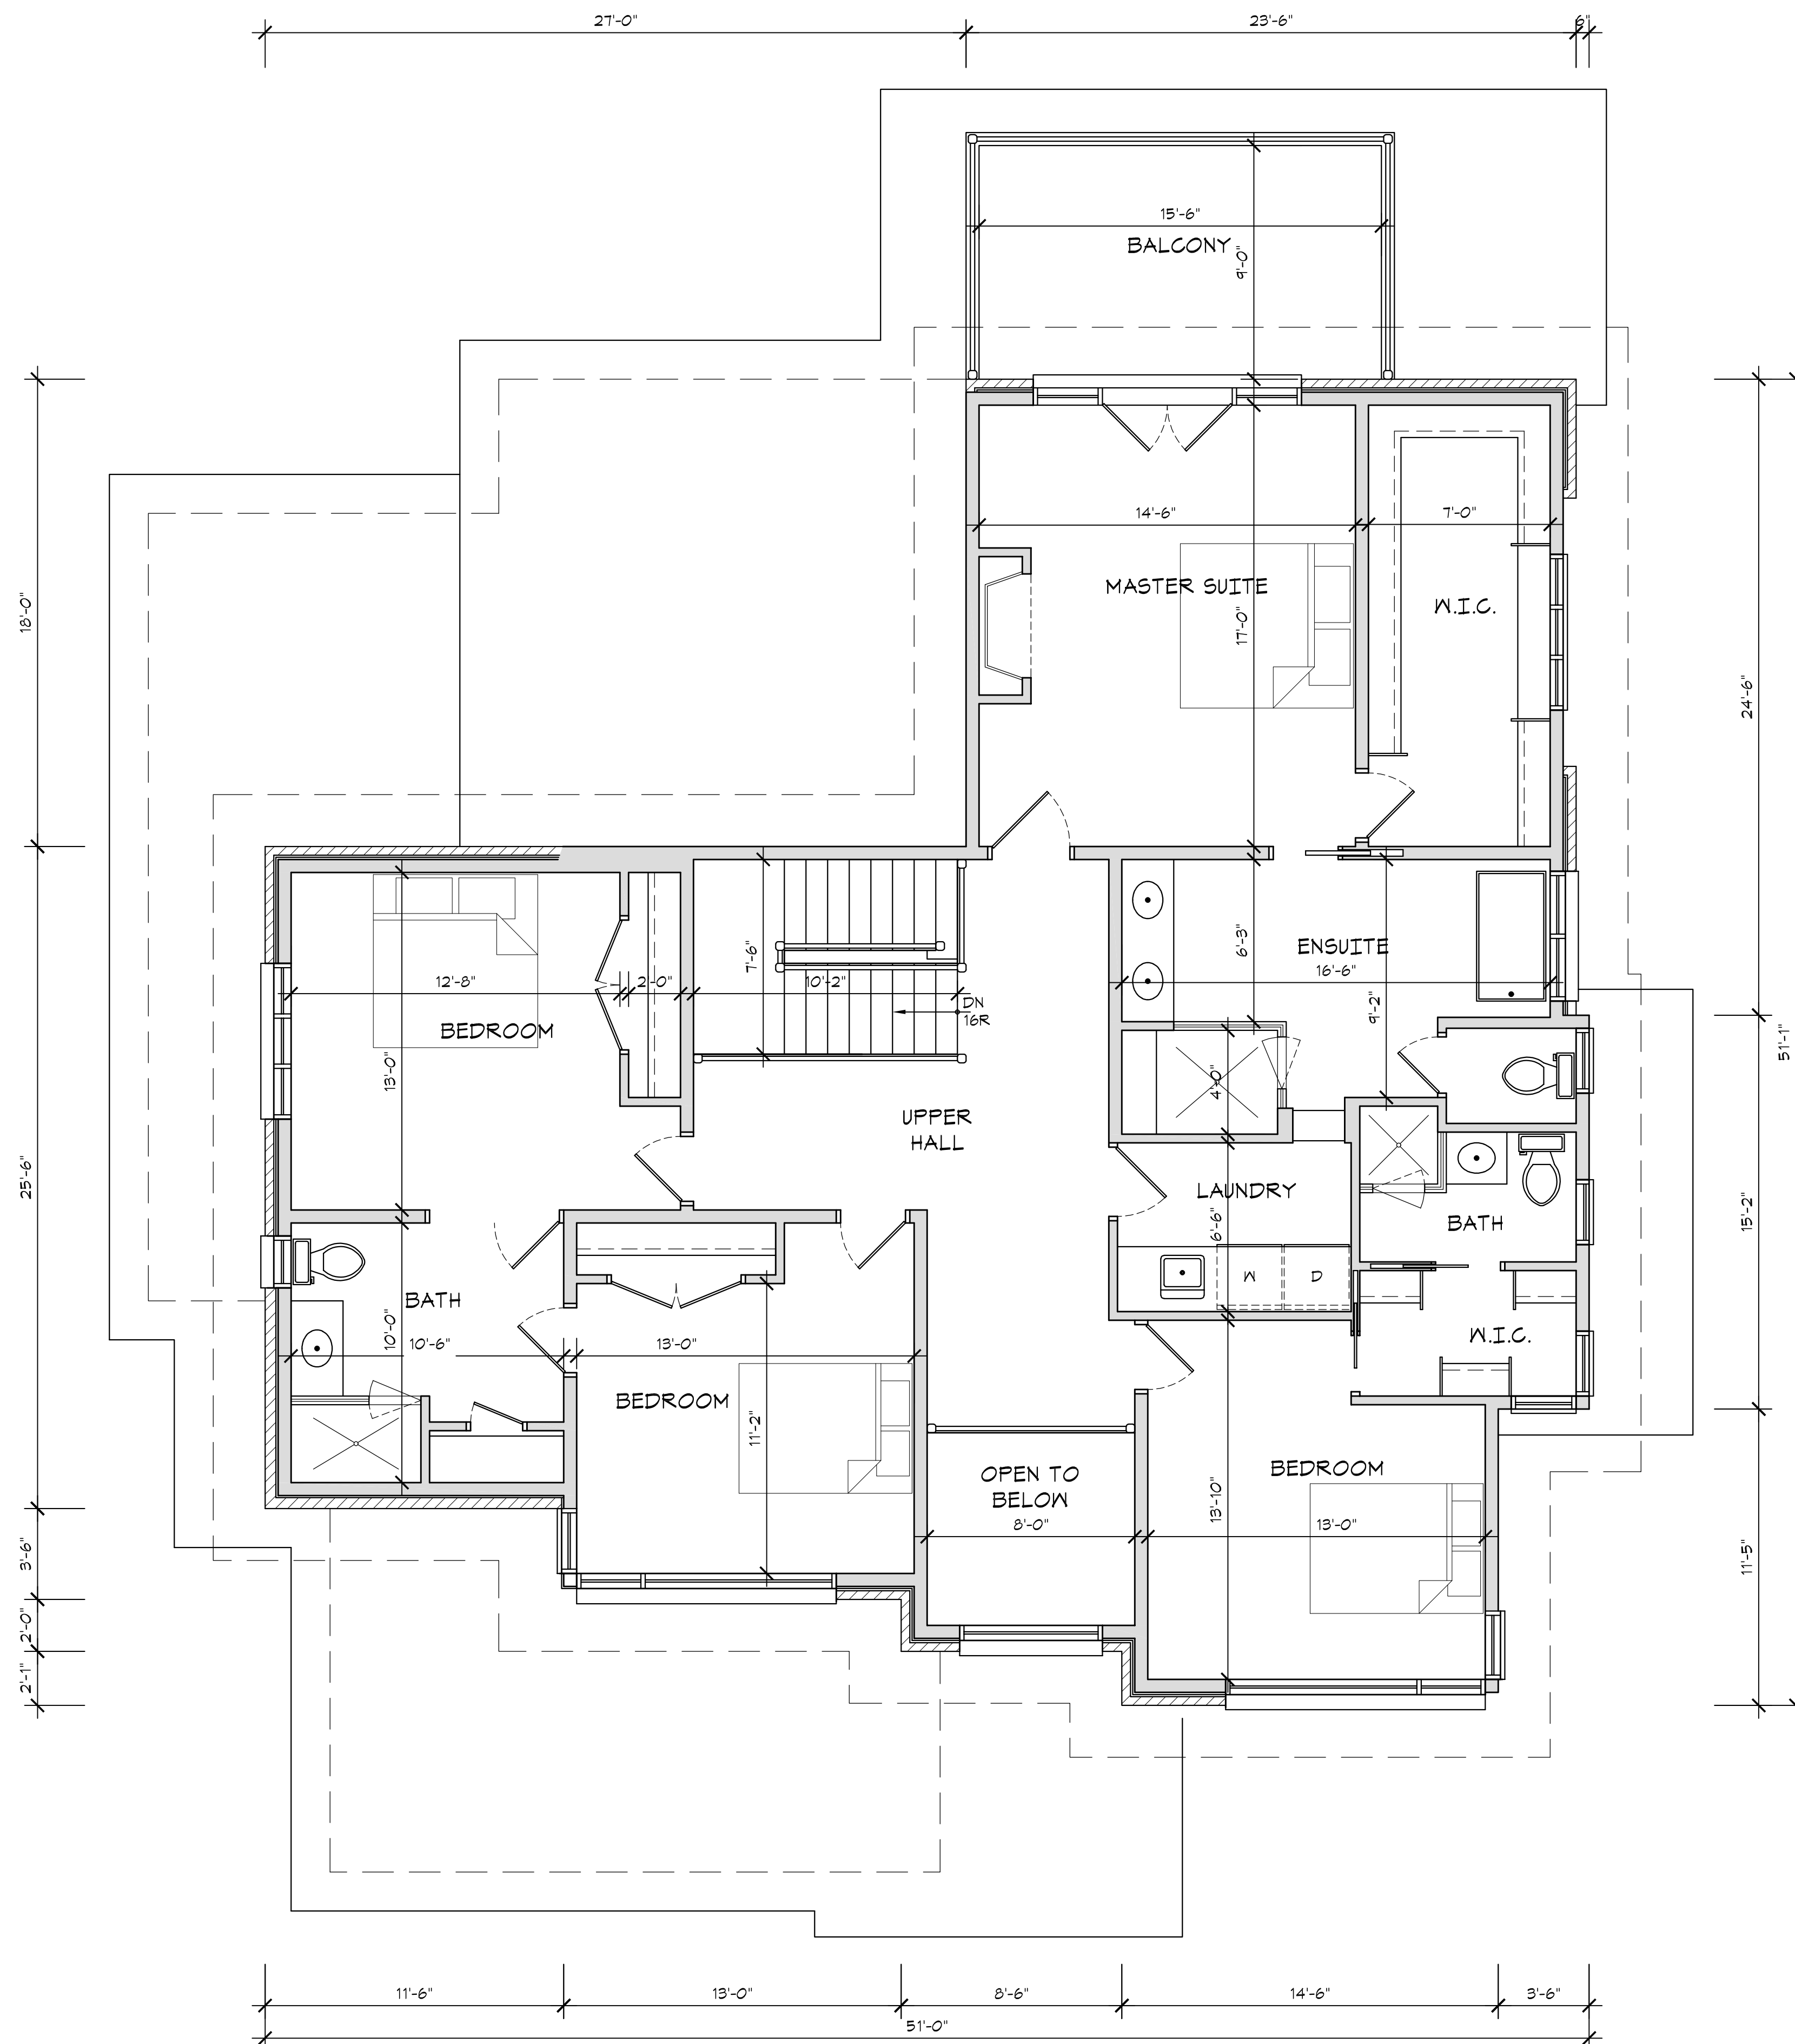 27'-0"
23'-6"
6"
15'-6"
BALCONY
9'-0"
14'-6"
7'-0"
MASTER SUITE
W.I.C.
17'-0"
18'-0"
24'-6"
12'-8"
2'-0"
7'-6"
10'-2"
DN
16R
BEDROOM
13'-0"
6'-3"
ENSUITE
16'-6"
9'-2"
4'-0"
51'-1"
UPPER
HALL
LAUNDRY
6'-6"
BATH
W
D
25'-6"
15'-2"
BATH
10'-0"
10'-6"
13'-0"
W.I.C.
BEDROOM
11'-2"
OPEN TO
BELOW
8'-0"
BEDROOM
13'-10"
13'-0"
3'-6"
2'-0"
2'-1"
11'-5"
11'-6"
13'-0"
8'-6"
14'-6"
3'-6"
51'-0"